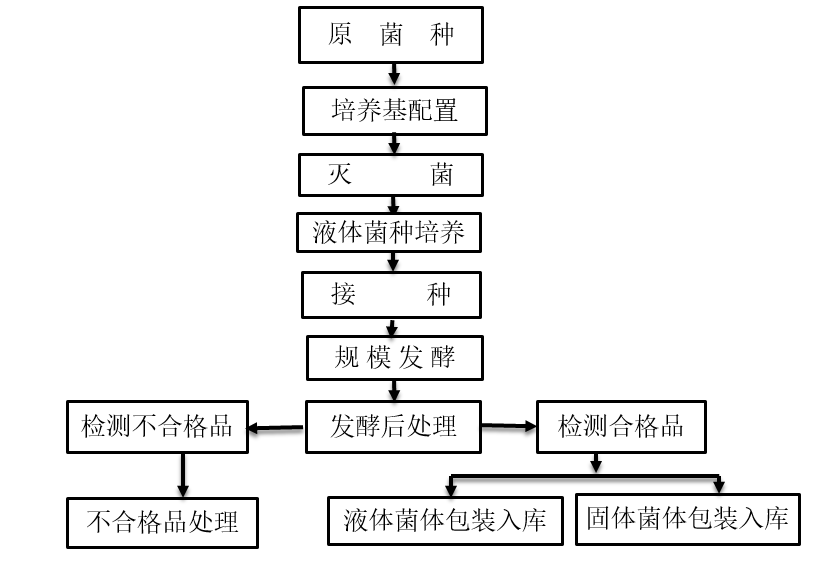 原 菌 种
培养基配置
灭 菌
液体菌种培养
接 种
规 模 发 酵
检测不合格品
发酵后处理
检测合格品
不合格品处理
液体菌体包装入库
固体菌体包装入库